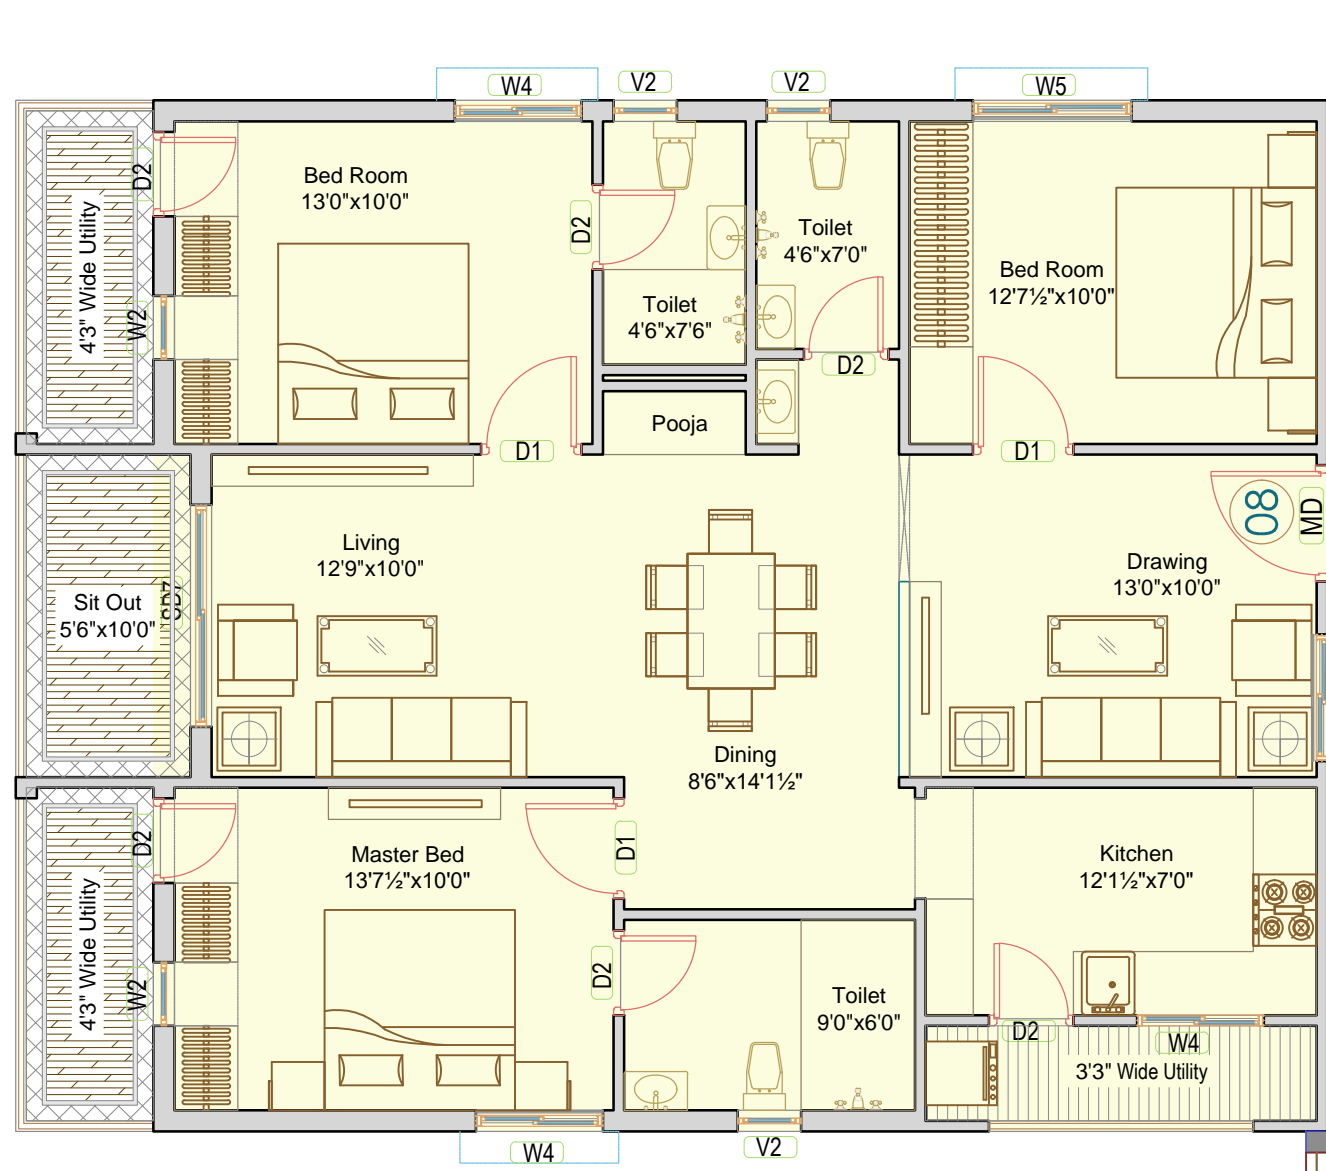 W4
V2
V2
W5
D2
Bed Room
13'0"x10'0"
4'3" Wide Utility
W2
D2
Toilet
4'6"x7'6"
Toilet
4'6"x7'0"
D2
Bed Room
12'7½"x10'0"
Pooja
D1
D1
08
MD
Living
12'9"x10'0"
Drawing
13'0"x10'0"
Sit Out
5'6"x10'0"
Dining
8'6"x14'1½"
D2
Master Bed
13'7½"x10'0"
D1
Kitchen
12'1½"x7'0"
4'3" Wide Utility
W2
D2
Toilet
9'0"x6'0"
D2
W4
3'3" Wide Utility
W4
V2